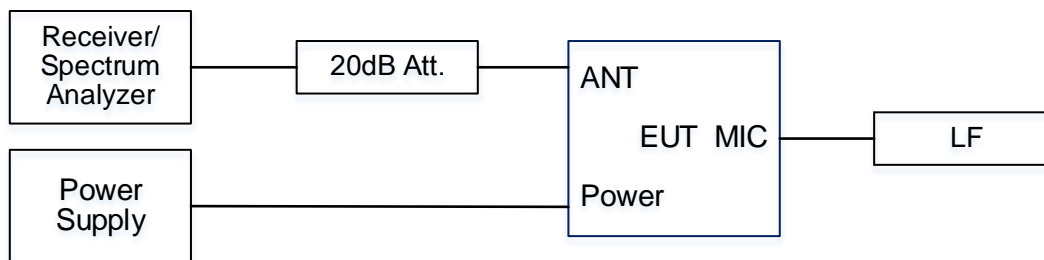 Receiver/
Spectrum
Analyzer
20dB Att.
ANT
EUT MIC
LF
Power
Supply
Power